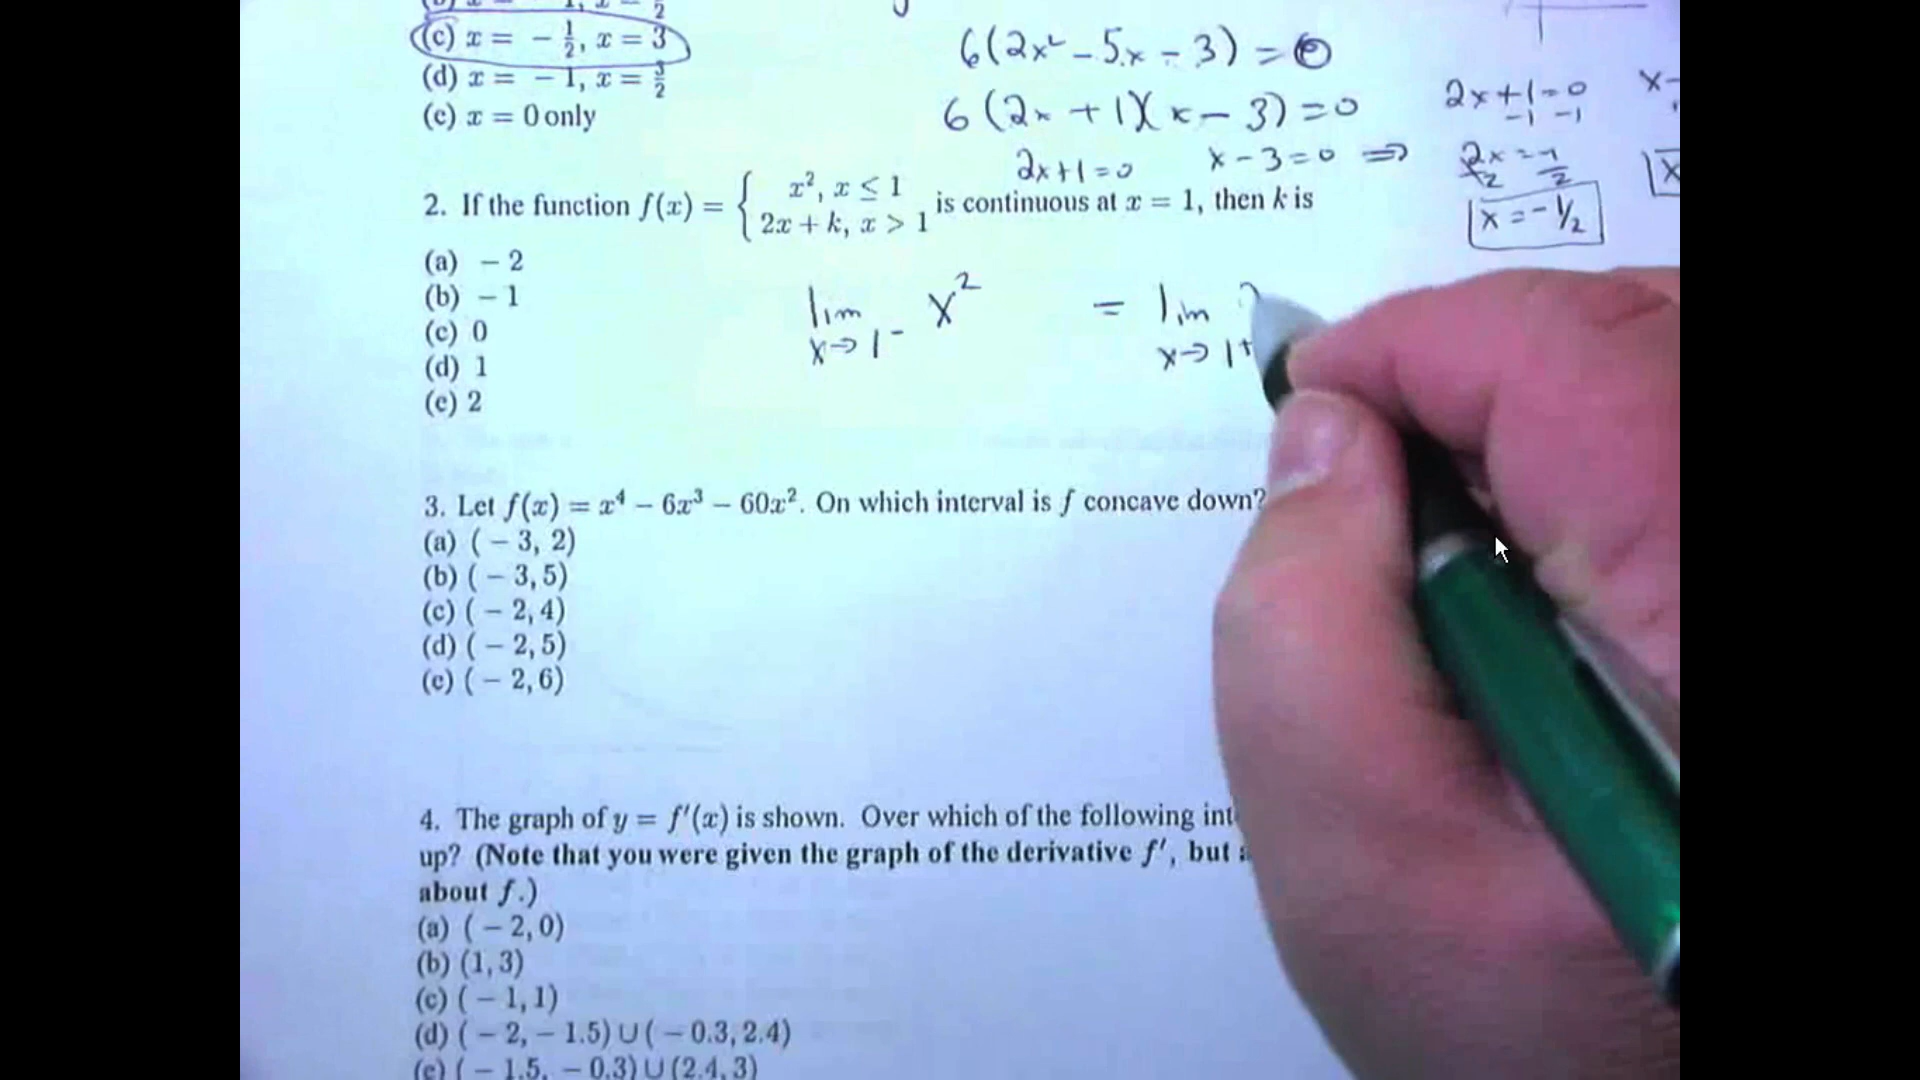 (c) x = − 1/2, x = 3
(d) x = − 1, x = 3/2
(e) x = 0 only
6(2x² − 5x − 3) = 0
6(2x + 1)(x − 3) = 0
2x+1=0 x−3=0 ⇒
2x+1=0
−1 −1
2x = −1
2 2
x = −1/2
x−
x
2. If the function f(x) = { x², x ≤ 1
2x + k, x > 1 is continuous at x = 1, then k is
(a) − 2
(b) − 1
(c) 0
(d) 1
(e) 2
lim x² = lim
x→1⁻ x→1⁺
3. Let f(x) = x⁴ − 6x³ − 60x². On which interval is f concave down?
(a) ( − 3, 2)
(b) ( − 3, 5)
(c) ( − 2, 4)
(d) ( − 2, 5)
(e) ( − 2, 6)
4. The graph of y = f′(x) is shown. Over which of the following
up? (Note that you were given the graph of the derivative f′, but
about f.)
(a) ( − 2, 0)
(b) (1, 3)
(c) ( − 1, 1)
(d) ( − 2, − 1.5) ∪ ( − 0.3, 2.4)
(e) ( − 1.5, − 0.3) ∪ (2.4, 3)